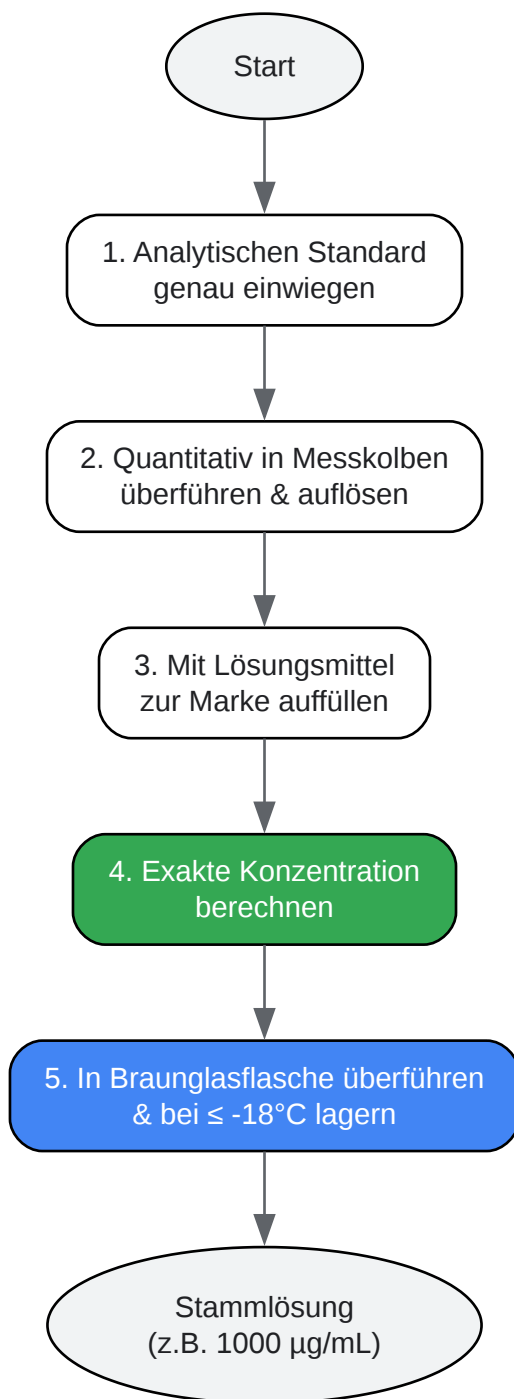 Start
1. Analytischen Standard
genau einwiegen
2. Quantitativ in Messkolben
überführen & auflösen
3. Mit Lösungsmittel
zur Marke auffüllen
4. Exakte Konzentration
berechnen
5. In Braunglasflasche überführen
& bei ≤ -18°C lagern
Stammlösung
(z.B. 1000 µg/mL)